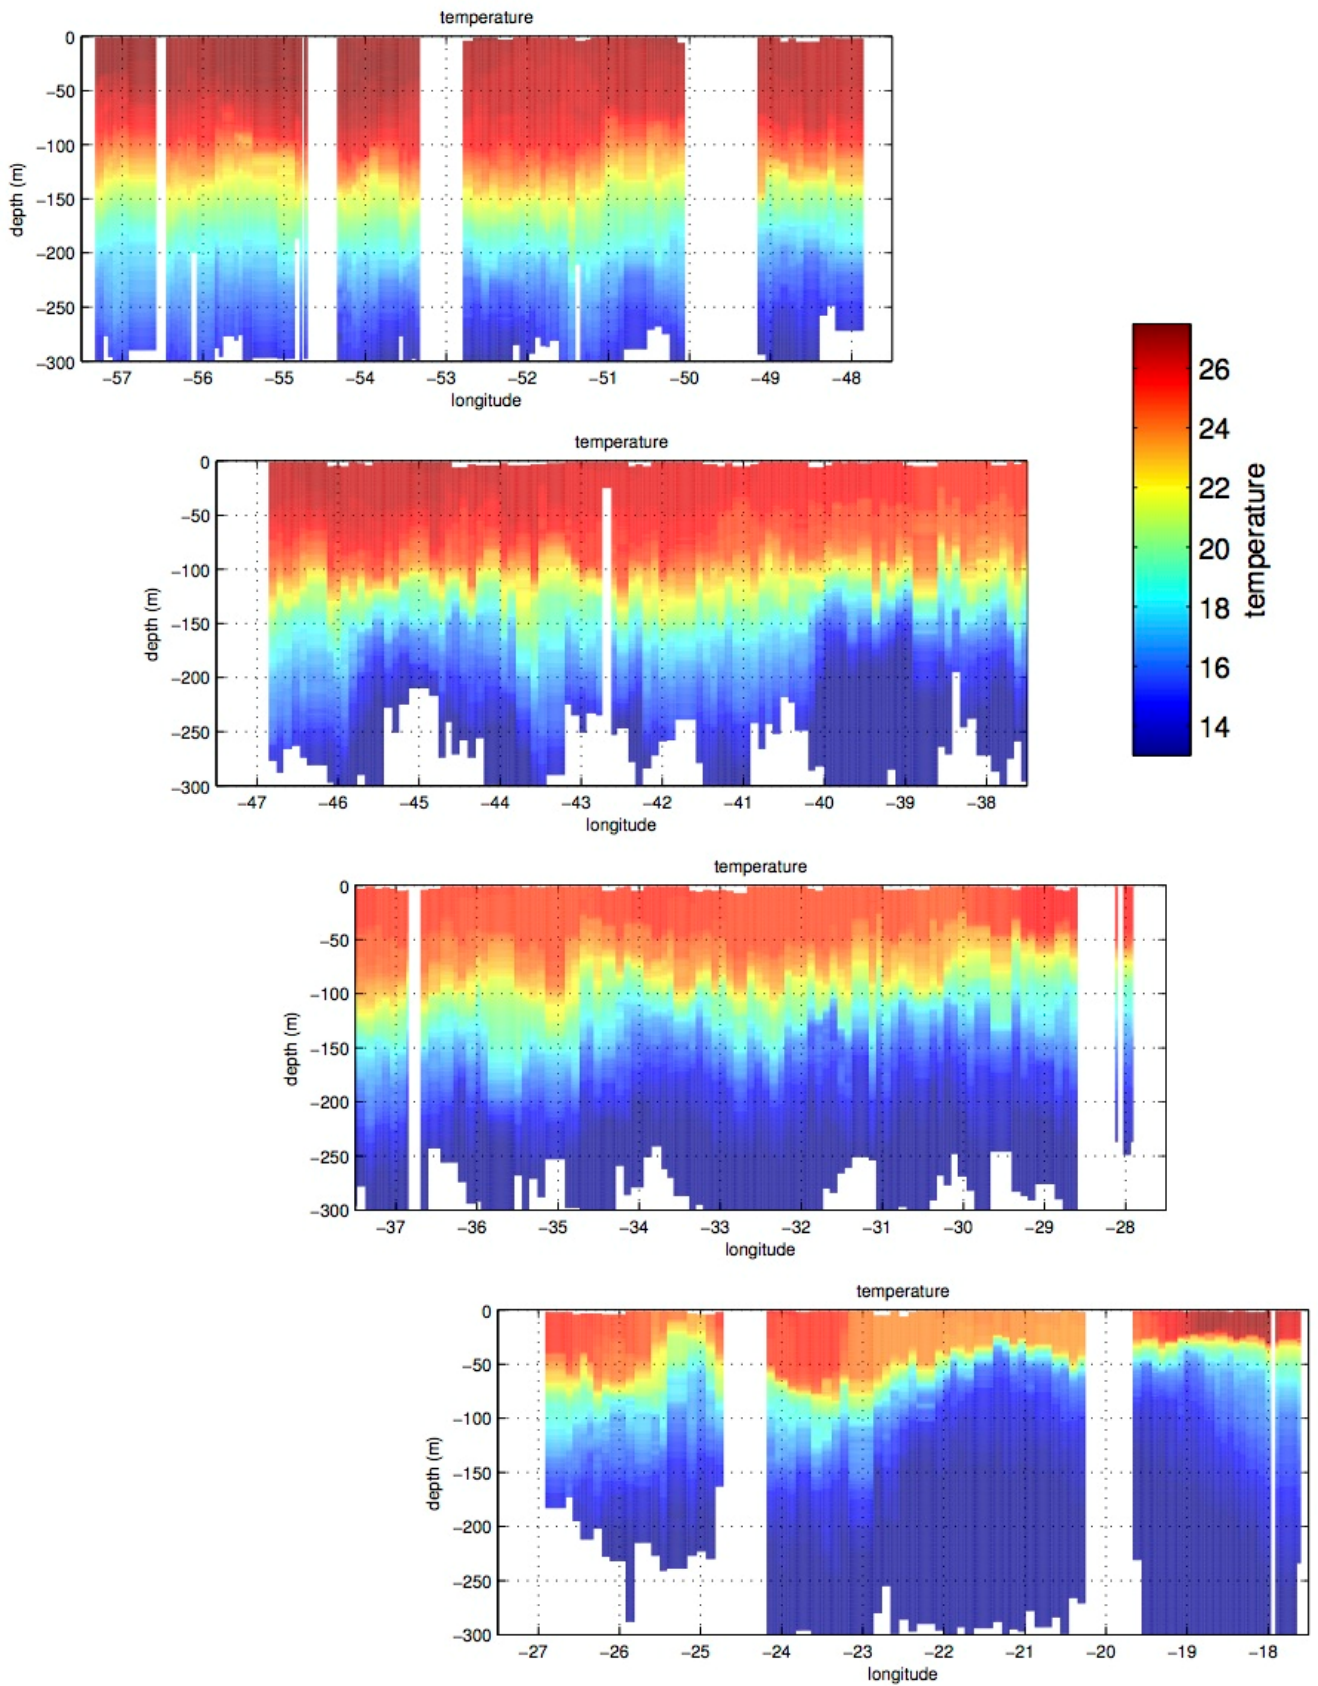 temperature
0
−50
−100
−150
−200
−250
−300
depth (m)
−57 −56 −55 −54 −53 −52 −51 −50 −49 −48
longitude
temperature
0
−50
−100
−150
−200
−250
−300
depth (m)
−47 −46 −45 −44 −43 −42 −41 −40 −39 −38
longitude
26
24
22
20
18
16
14
temperature
temperature
0
−50
−100
−150
−200
−250
−300
depth (m)
−37 −36 −35 −34 −33 −32 −31 −30 −29 −28
longitude
temperature
0
−50
−100
−150
−200
−250
−300
depth (m)
−27 −26 −25 −24 −23 −22 −21 −20 −19 −18
longitude